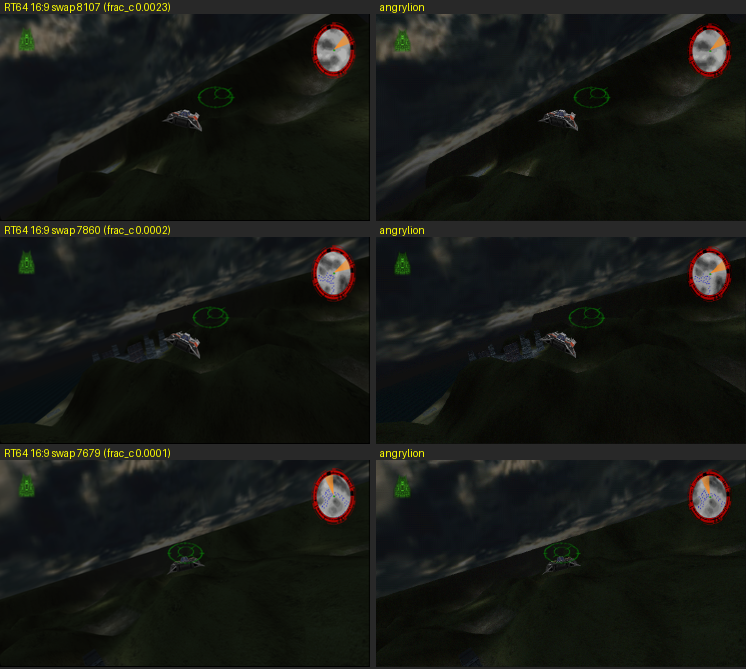 RT64 16:9 swap 8107 (frac_c 0.0023)
angrylion
RT64 16:9 swap 7860 (frac_c 0.0002)
angrylion
RT64 16:9 swap 7679 (frac_c 0.0001)
angrylion